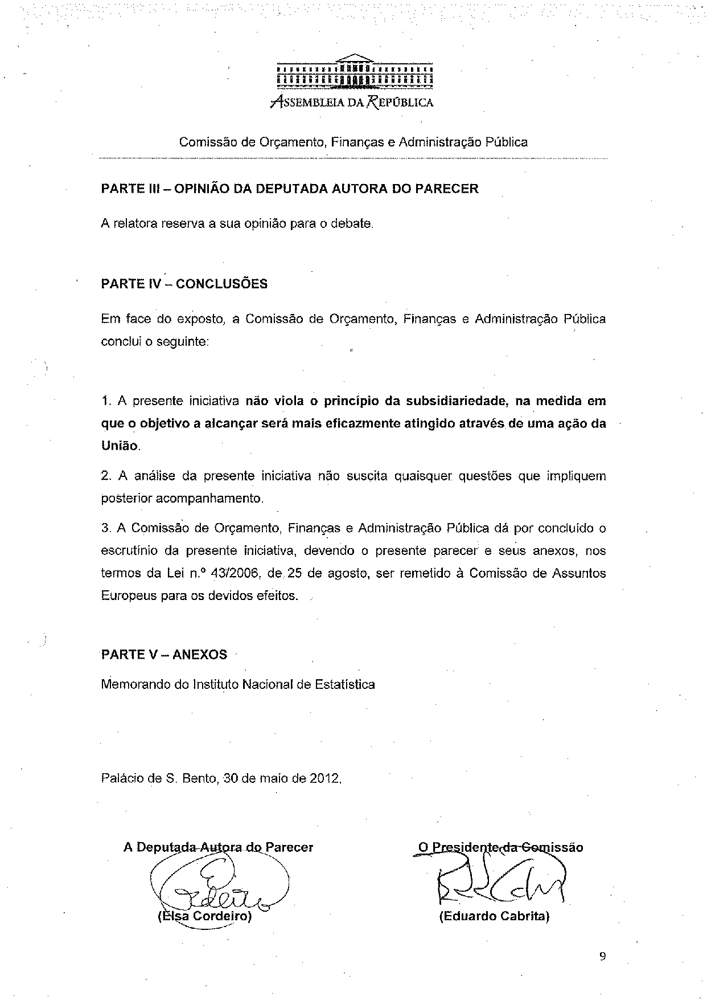 ASSEMBLEIA DA REPÚBLICA
Comissão de Orçamento, Finanças e Administração Pública
PARTE III – OPINIÃO DA DEPUTADA AUTORA DO PARECER
A relatora reserva a sua opinião para o debate.
PARTE IV – CONCLUSÕES
Em face do exposto, a Comissão de Orçamento, Finanças e Administração Pública
conclui o seguinte:
1. A presente iniciativa não viola o princípio da subsidiariedade, na medida em
que o objetivo a alcançar será mais eficazmente atingido através de uma ação da
União.
2. A análise da presente iniciativa não suscita quaisquer questões que impliquem
posterior acompanhamento.
3. A Comissão de Orçamento, Finanças e Administração Pública dá por concluído o
escrutínio da presente iniciativa, devendo o presente parecer e seus anexos, nos
termos da Lei n.º 43/2006, de 25 de agosto, ser remetido à Comissão de Assuntos
Europeus para os devidos efeitos.
PARTE V – ANEXOS
Memorando do Instituto Nacional de Estatística
Palácio de S. Bento, 30 de maio de 2012,
A Deputada Autora do Parecer O Presidente da Comissão
(Elsa Cordeiro) (Eduardo Cabrita)
9